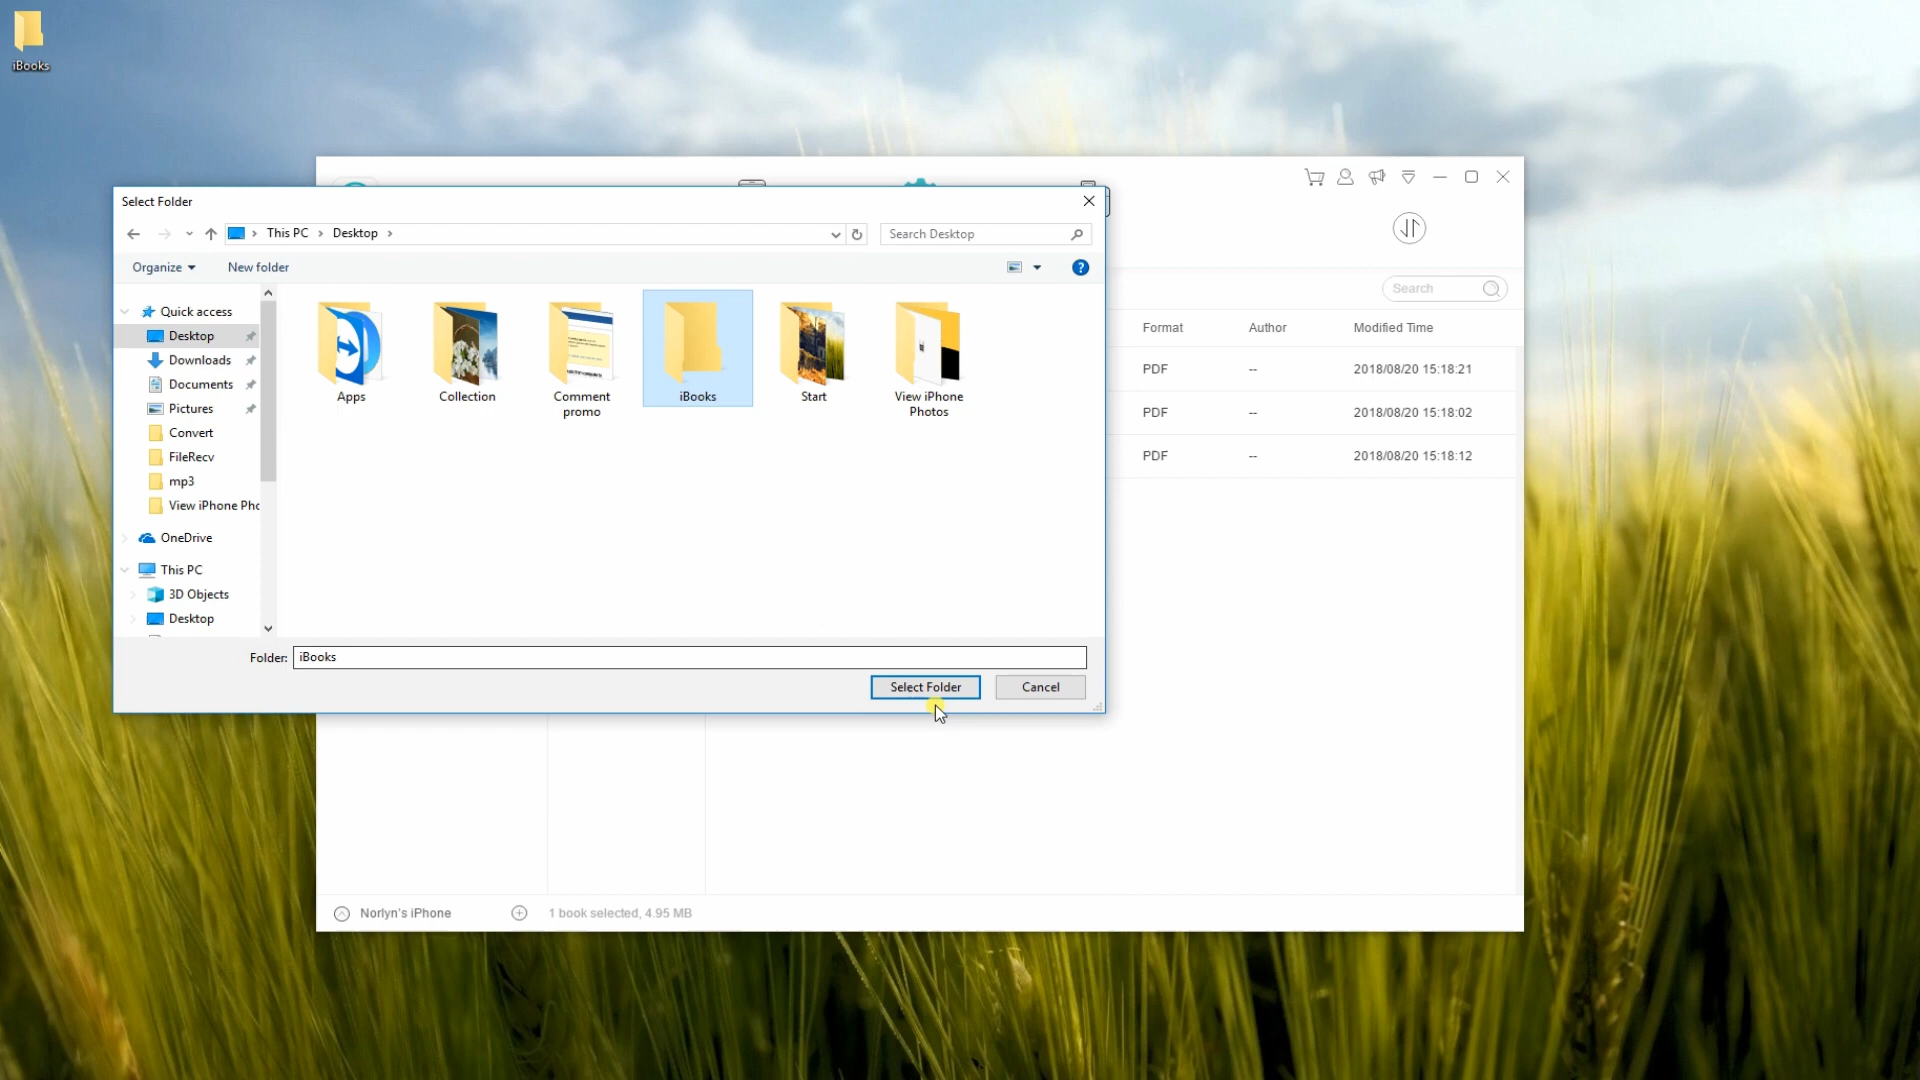 iBooks
Select Folder
This PC
Desktop
Search Desktop
Organize
New folder
?
Quick access
Desktop
Downloads
Documents
Pictures
Convert
FileRecv
mp3
View iPhone Pho
OneDrive
This PC
3D Objects
Desktop
Apps
Collection
Comment
promo
iBooks
Start
View iPhone
Photos
Folder:
iBooks
Select Folder
Cancel
Search
Format
Author
Modified Time
PDF
--
2018/08/20 15:18:21
PDF
--
2018/08/20 15:18:02
PDF
--
2018/08/20 15:18:12
Norlyn's iPhone
1 book selected, 4.95 MB